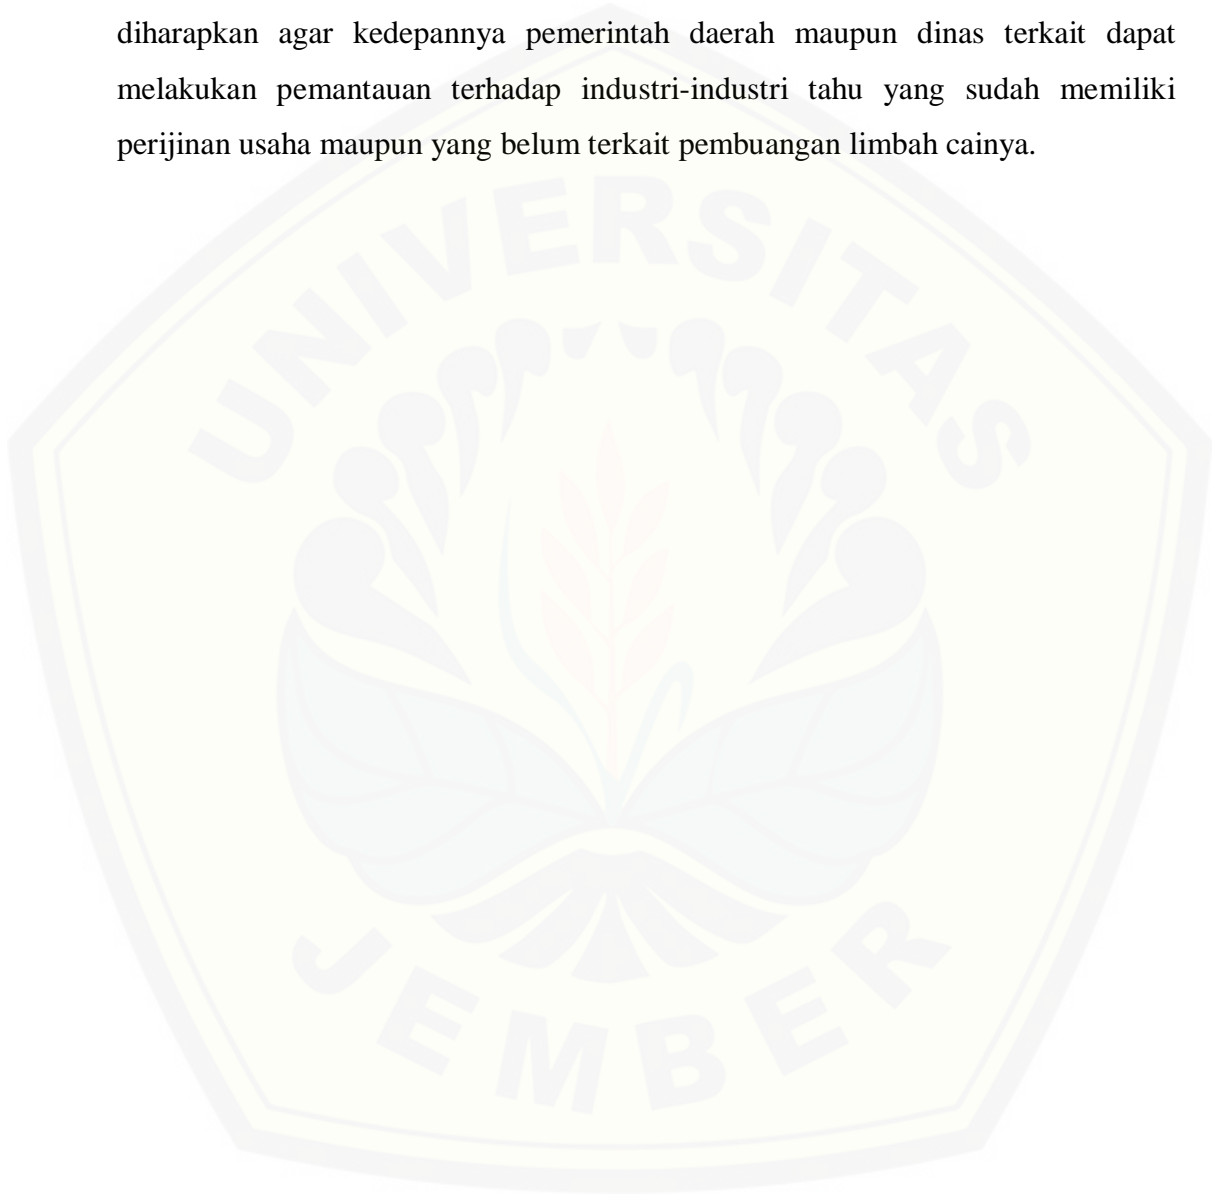 diharapkan agar kedepannya pemerintah daerah maupun dinas terkait dapat
melakukan pemantauan terhadap industri-industri tahu yang sudah memiliki
perijinan usaha maupun yang belum terkait pembuangan limbah cainya.
UNIVERSITAS
JEMBER